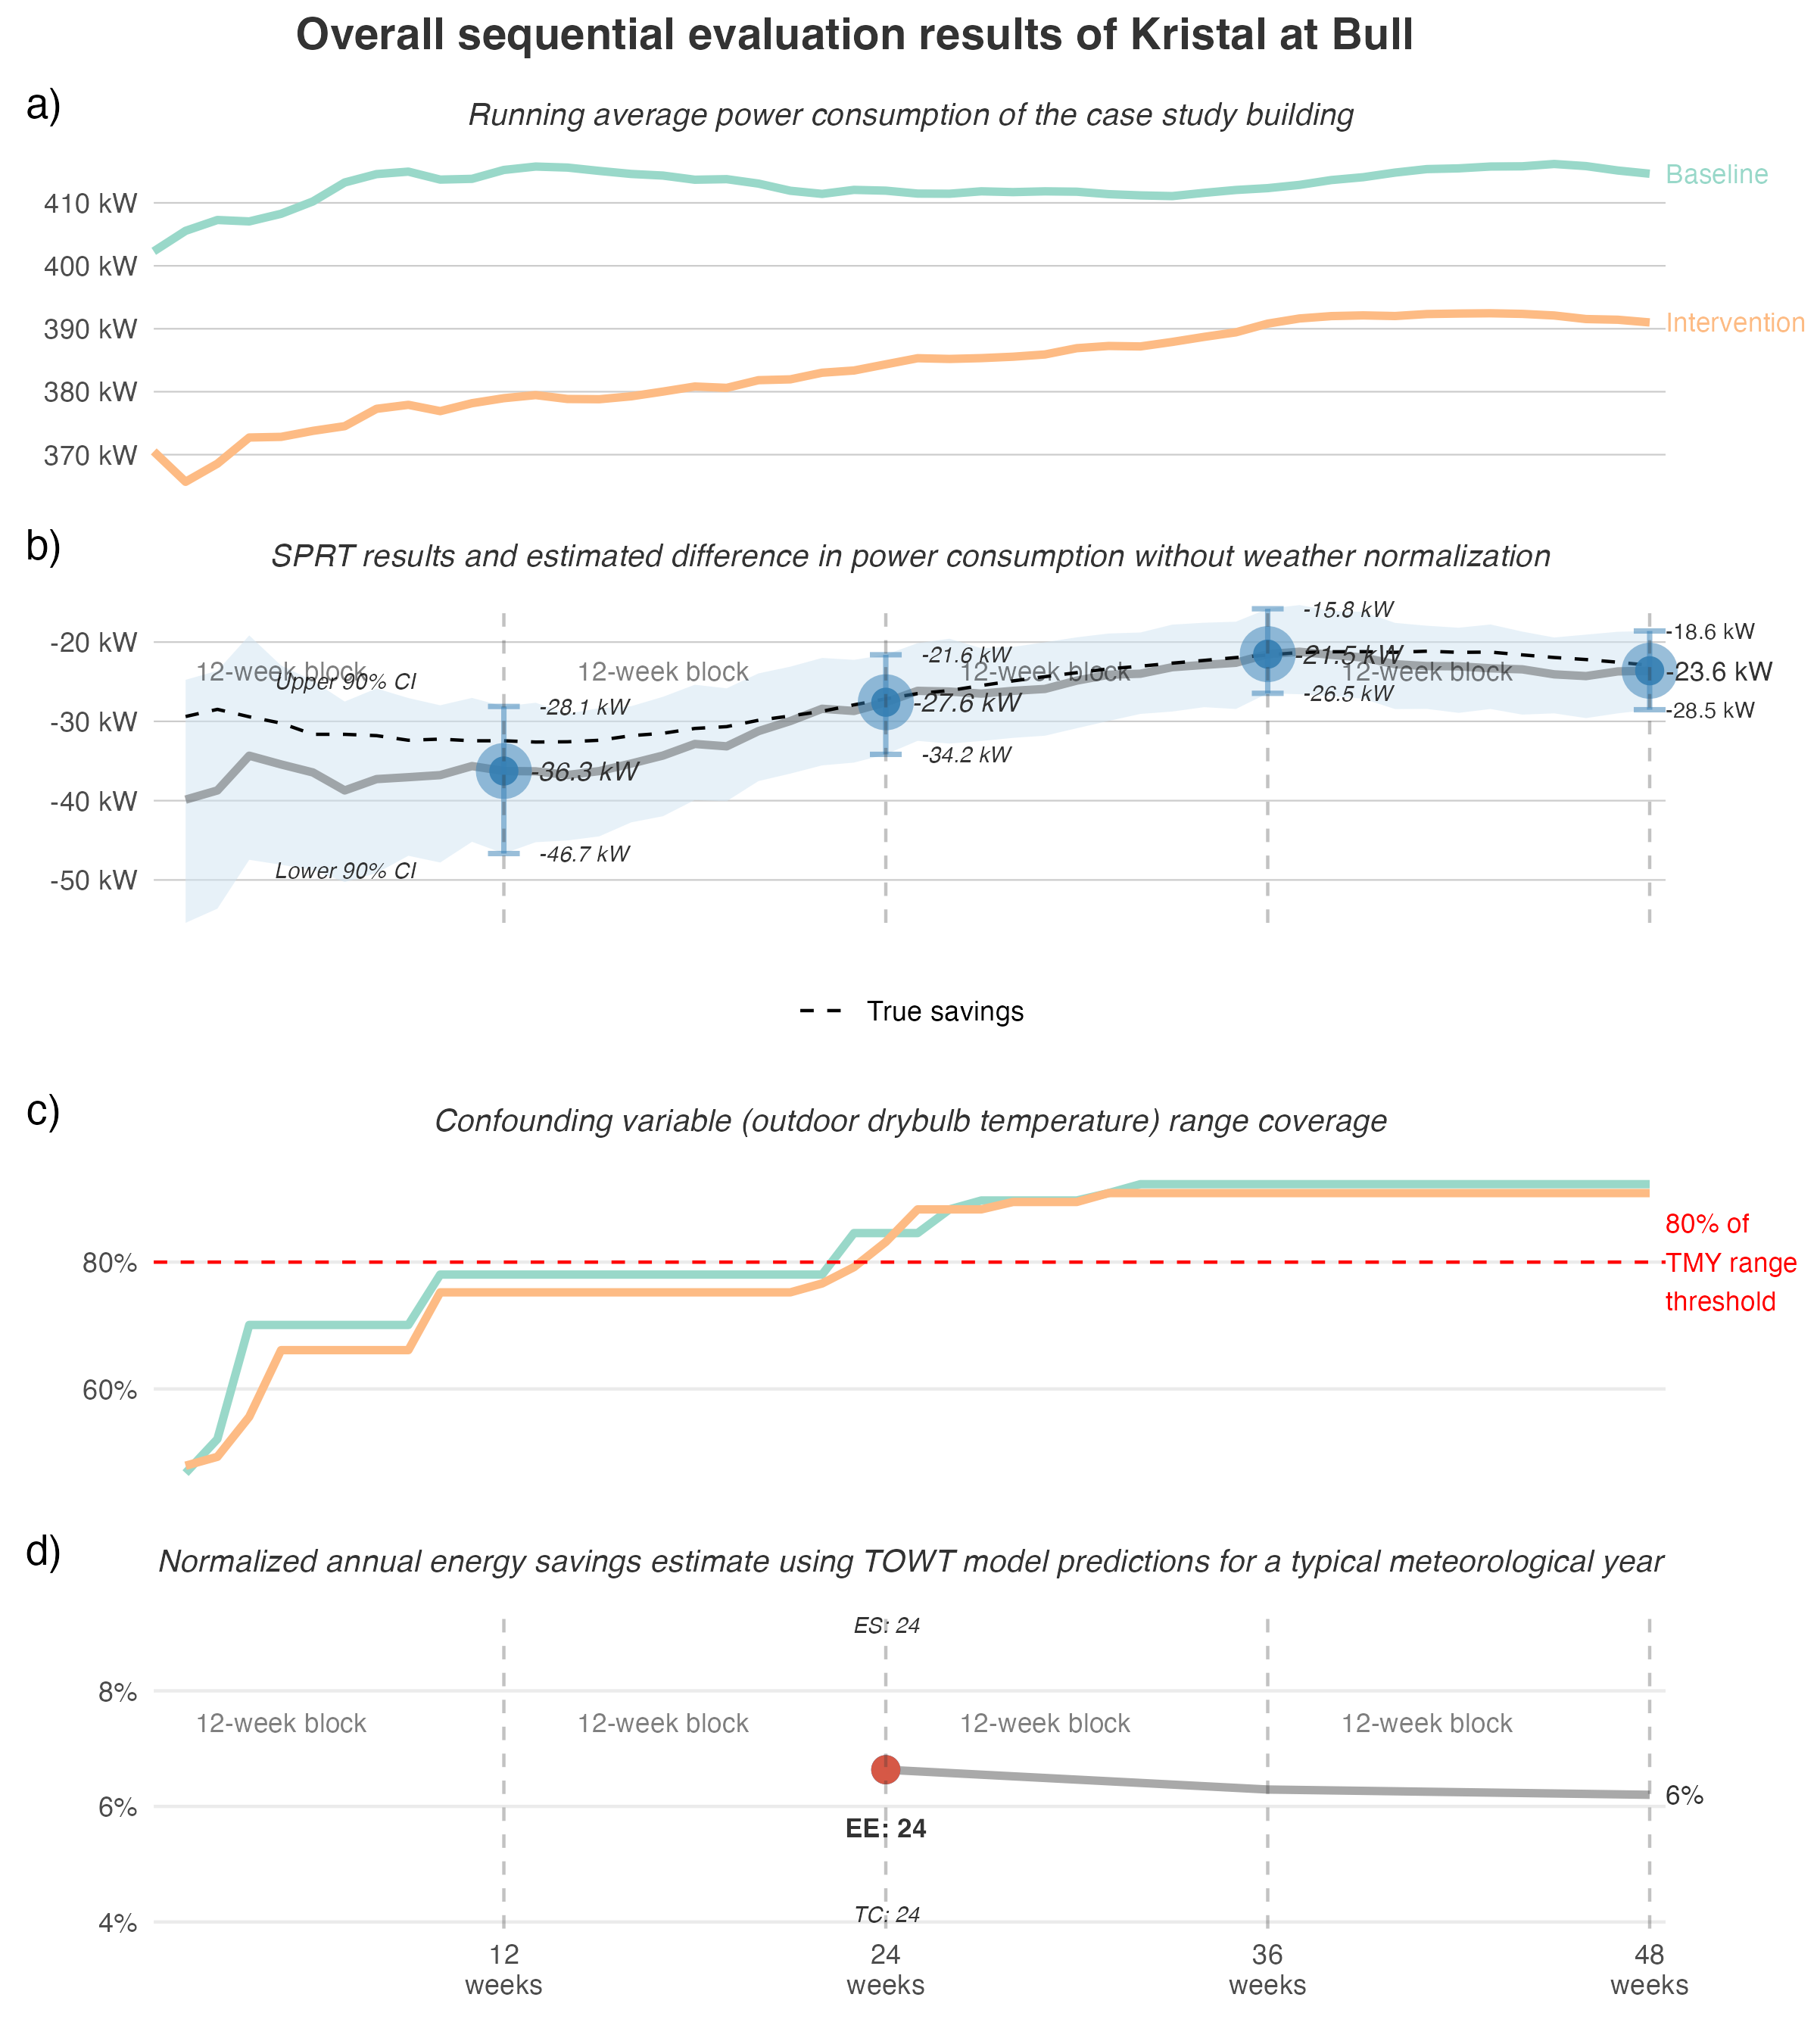 Overall sequential evaluation results of Kristal at Bull
a)
Running average power consumption of the case study building
Baseline
410 kW
400 kW
Intervention
390 kW
380 kW
370 kW
b)
SPRT results and estimated difference in power consumption without weather normalization
-15.8 kW
-18.6 kW
-20 kW
-21.6 kW
-21.5 kW
12-week block
12-week block
12-week block
12-week block
-23.6 kW
Upper 90% CI
-26.5 kW
-27.6 kW
-28.1 kW
-28.5 kW
-30 kW
-34.2 kW
-36.3 kW
-40 kW
-46.7 kW
Lower 90% CI
-50 kW
True savings
c)
Confounding variable (outdoor drybulb temperature) range coverage
80% of
TMY range
threshold
80%
60%
d)
Normalized annual energy savings estimate using TOWT model predictions for a typical meteorological year
ES: 24
8%
12-week block
12-week block
12-week block
12-week block
6%
6%
EE: 24
TC: 24
4%
12
weeks
24
weeks
36
weeks
48
weeks